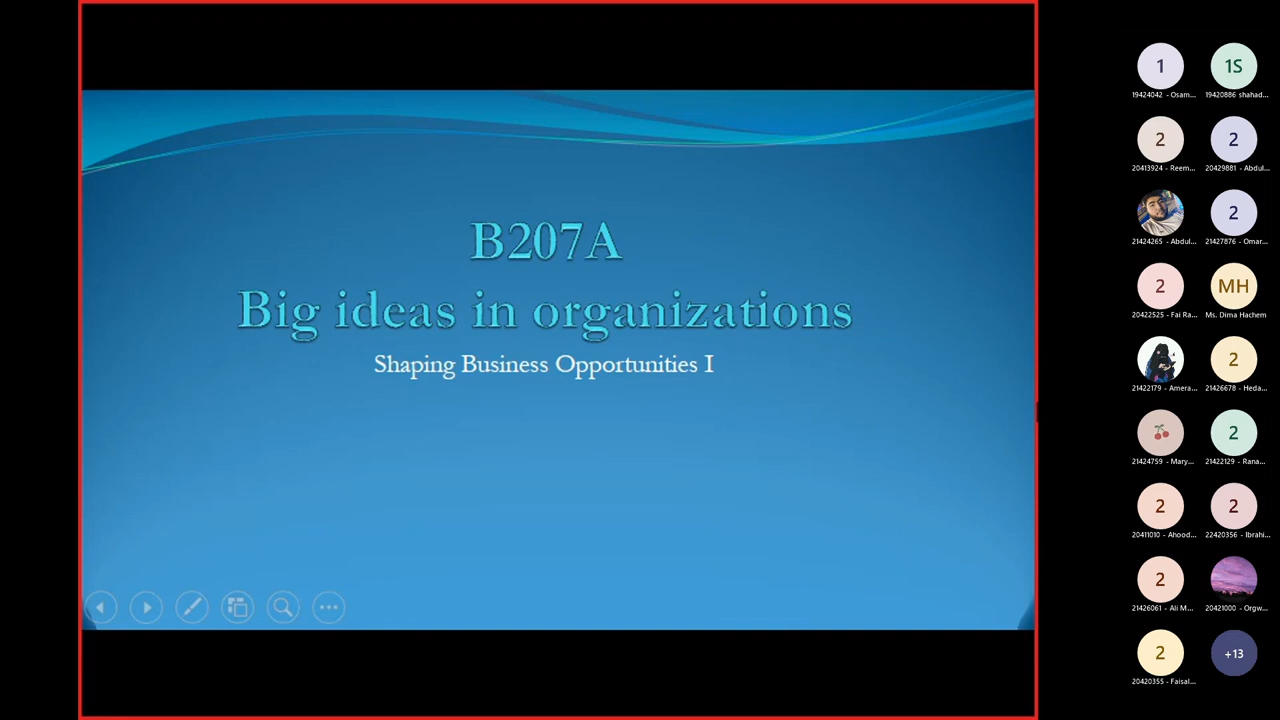 B207A
Big ideas in organizations
Shaping Business Opportunities I
1
19424042 - Osam...
1S
19420886 shahad...
2
20413924 - Reem...
2
20429881 - Abdul...
21424265 - Abdul...
2
21427876 - Omar...
2
20422525 - Fai Ra...
MH
Ms. Dima Hachem
21422179 - Amera...
2
21426678 - Heda...
21424759 - Mary...
2
21422129 - Rana...
2
20411010 - Ahood...
2
22420356 - Ibrahi...
2
21426061 - Ali M...
20421000 - Orgw...
2
20420355 - Faisal...
+13